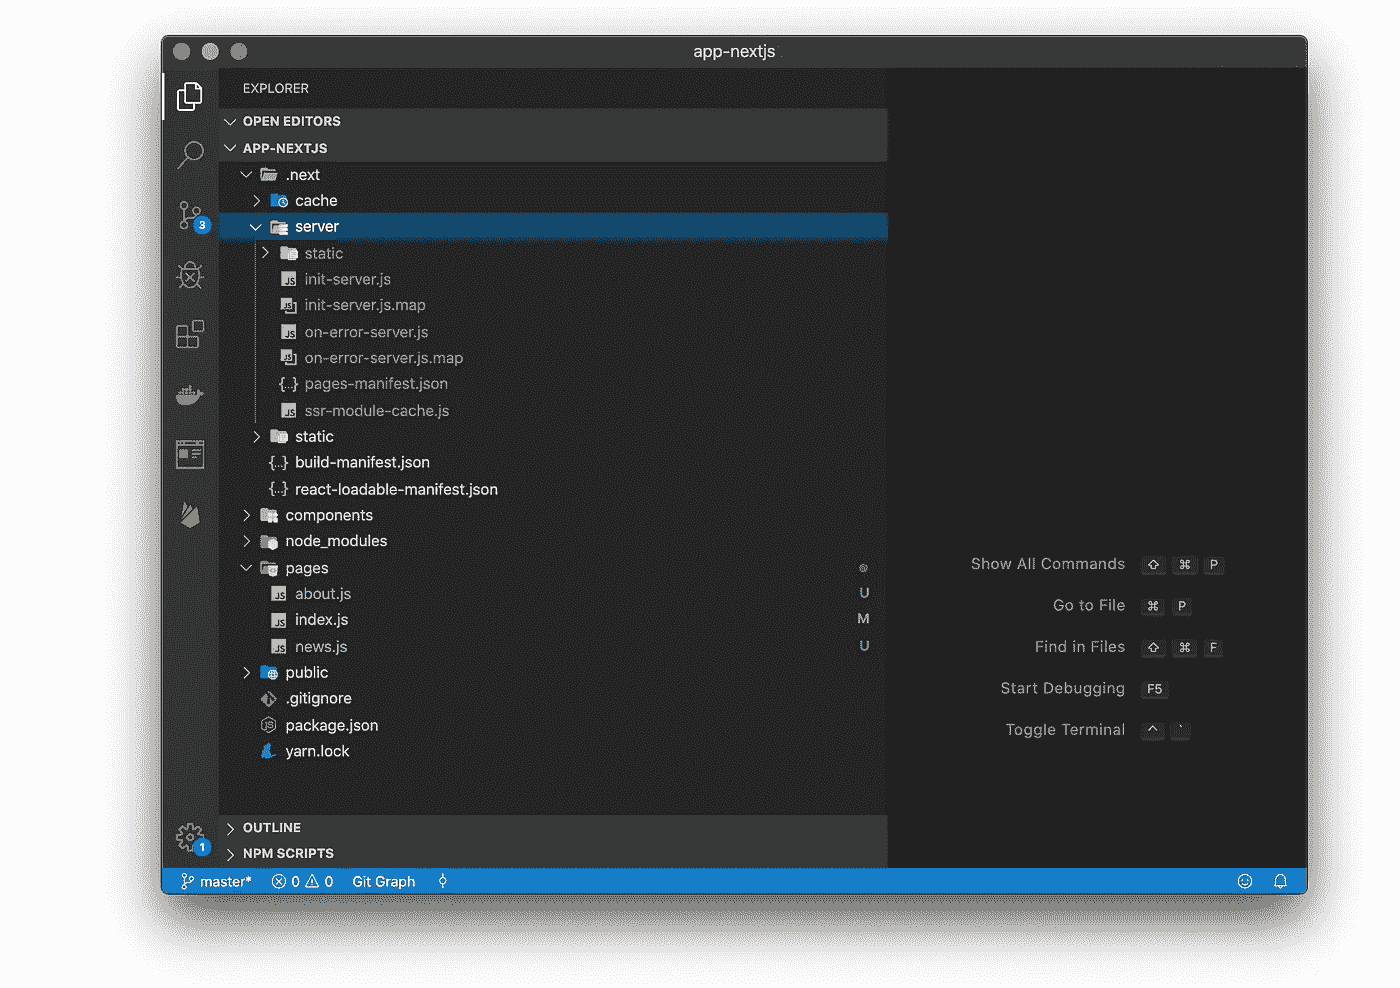 app-nextjs
EXPLORER
OPEN EDITORS
APP-NEXTJS
.next
cache
server
3
static
init-server.js
init-server.js.map
on-error-server.js
on-error-server.js.map
pages-manifest.json
ssr-module-cache.js
static
build-manifest.json
react-loadable-manifest.json
components
node_modules
pages
about.js U
index.js M
news.js U
public
.gitignore
package.json
yarn.lock
Show All Commands ⇧ ⌘ P
Go to File ⌘ P
Find in Files ⇧ ⌘ F
Start Debugging F5
Toggle Terminal ^ `
OUTLINE
1
NPM SCRIPTS
master* 0 0 Git Graph